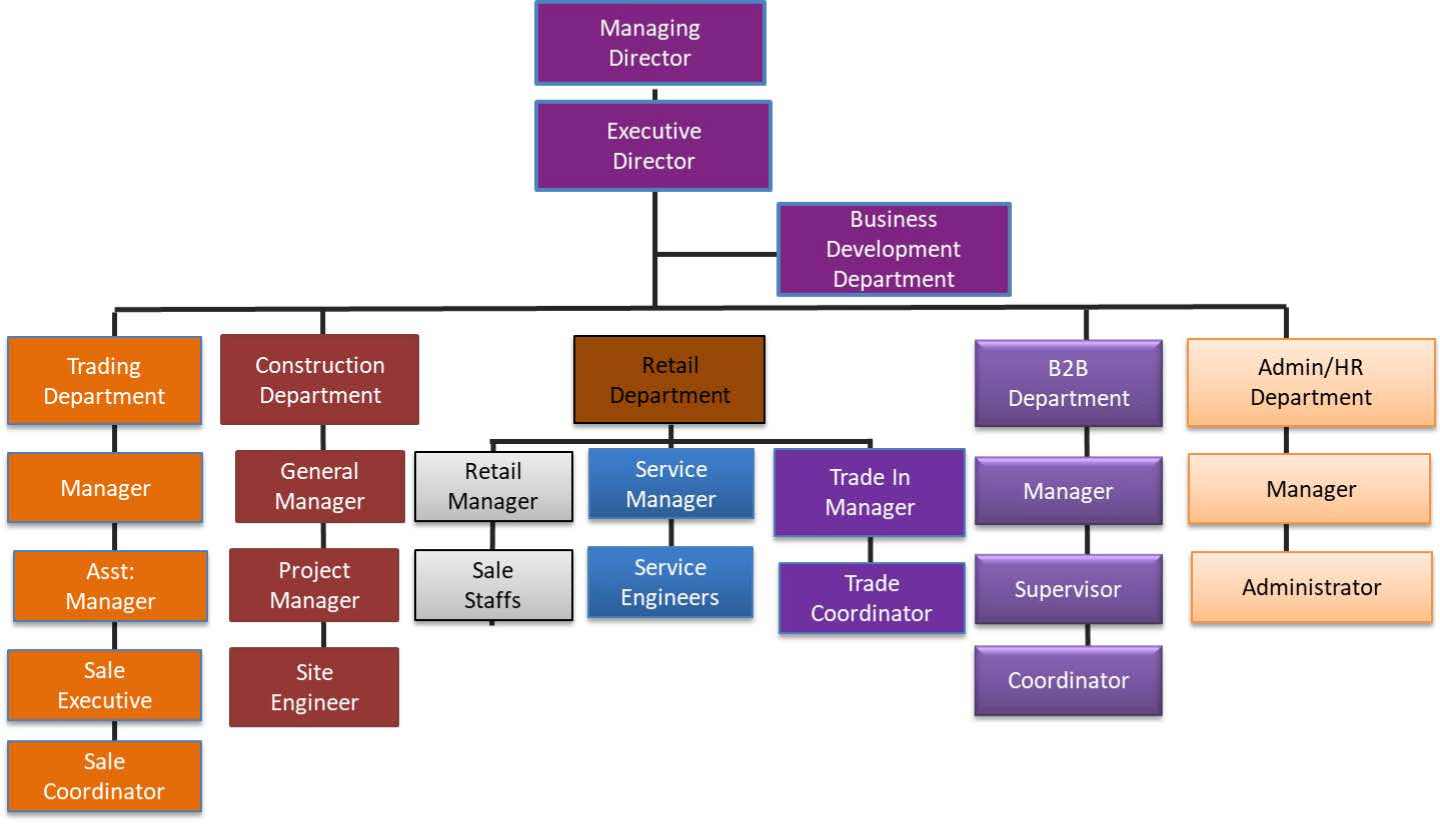 Managing
Director
Executive
Director
Business
Development
Department
Trading
Department
Construction
Department
Retail
Department
B2B
Department
Admin/HR
Department
Manager
General
Manager
Retail
Manager
Service
Manager
Trade In
Manager
Manager
Manager
Asst:
Manager
Project
Manager
Sale
Staffs
Service
Engineers
Trade
Coordinator
Supervisor
Administrator
Sale
Executive
Site
Engineer
Coordinator
Sale
Coordinator